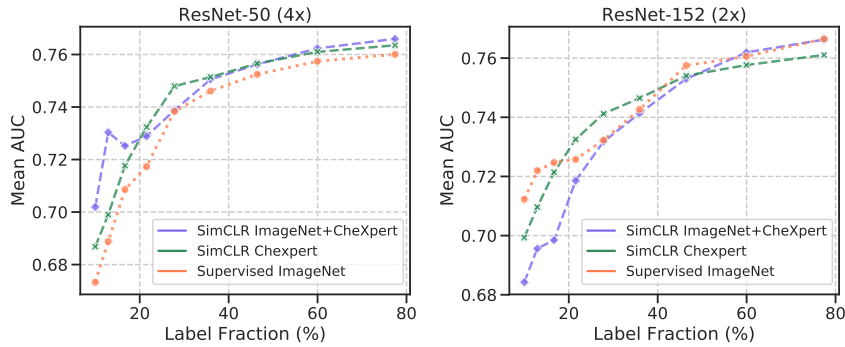 ResNet-50 (4x)
Mean AUC
0.76
0.74
0.72
0.70
0.68
20
40
60
80
Label Fraction (%)
SimCLR ImageNet+CheXpert
SimCLR Chexpert
Supervised ImageNet
ResNet-152 (2x)
Mean AUC
0.76
0.74
0.72
0.70
0.68
20
40
60
80
Label Fraction (%)
SimCLR ImageNet+CheXpert
SimCLR Chexpert
Supervised ImageNet